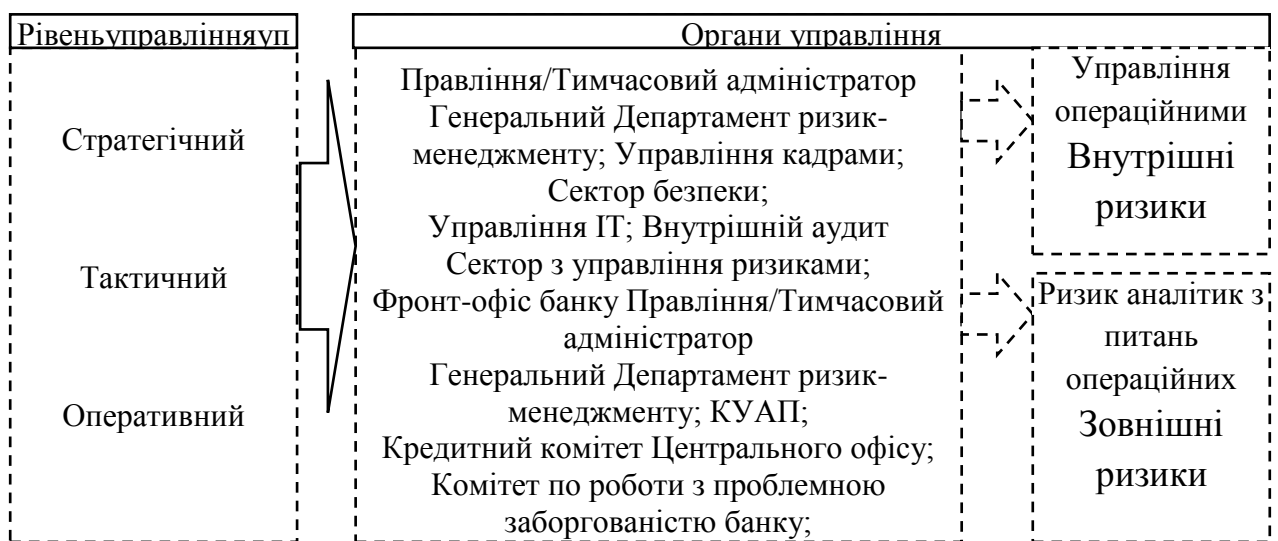 Рівеньуправлінняуп
Органи управління
Стратегічний
Тактичний
Оперативний
Правління/Тимчасовий адміністратор
Генеральний Департамент ризик-
менеджменту; Управління кадрами;
Сектор безпеки;
Управління ІТ; Внутрішній аудит
Сектор з управління ризиками;
Фронт-офіс банку Правління/Тимчасовий
адміністратор
Генеральний Департамент ризик-
менеджменту; КУАП;
Кредитний комітет Центрального офісу;
Комітет по роботи з проблемною
заборгованістю банку;
Управління
операційними
Внутрішні
ризики
Ризик аналітик з
питань
операційних
Зовнішні
ризики